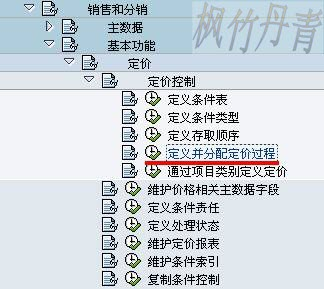 销售和分销
枫竹丹青
主数据
基本功能
定价
定价控制
定义条件表
定义条件类型
定义存取顺序
定义并分配定价过程
通过项目类别定义定价
维护价格相关主数据字段
定义条件责任
定义处理状态
维护定价报表
维护条件索引
复制条件控制